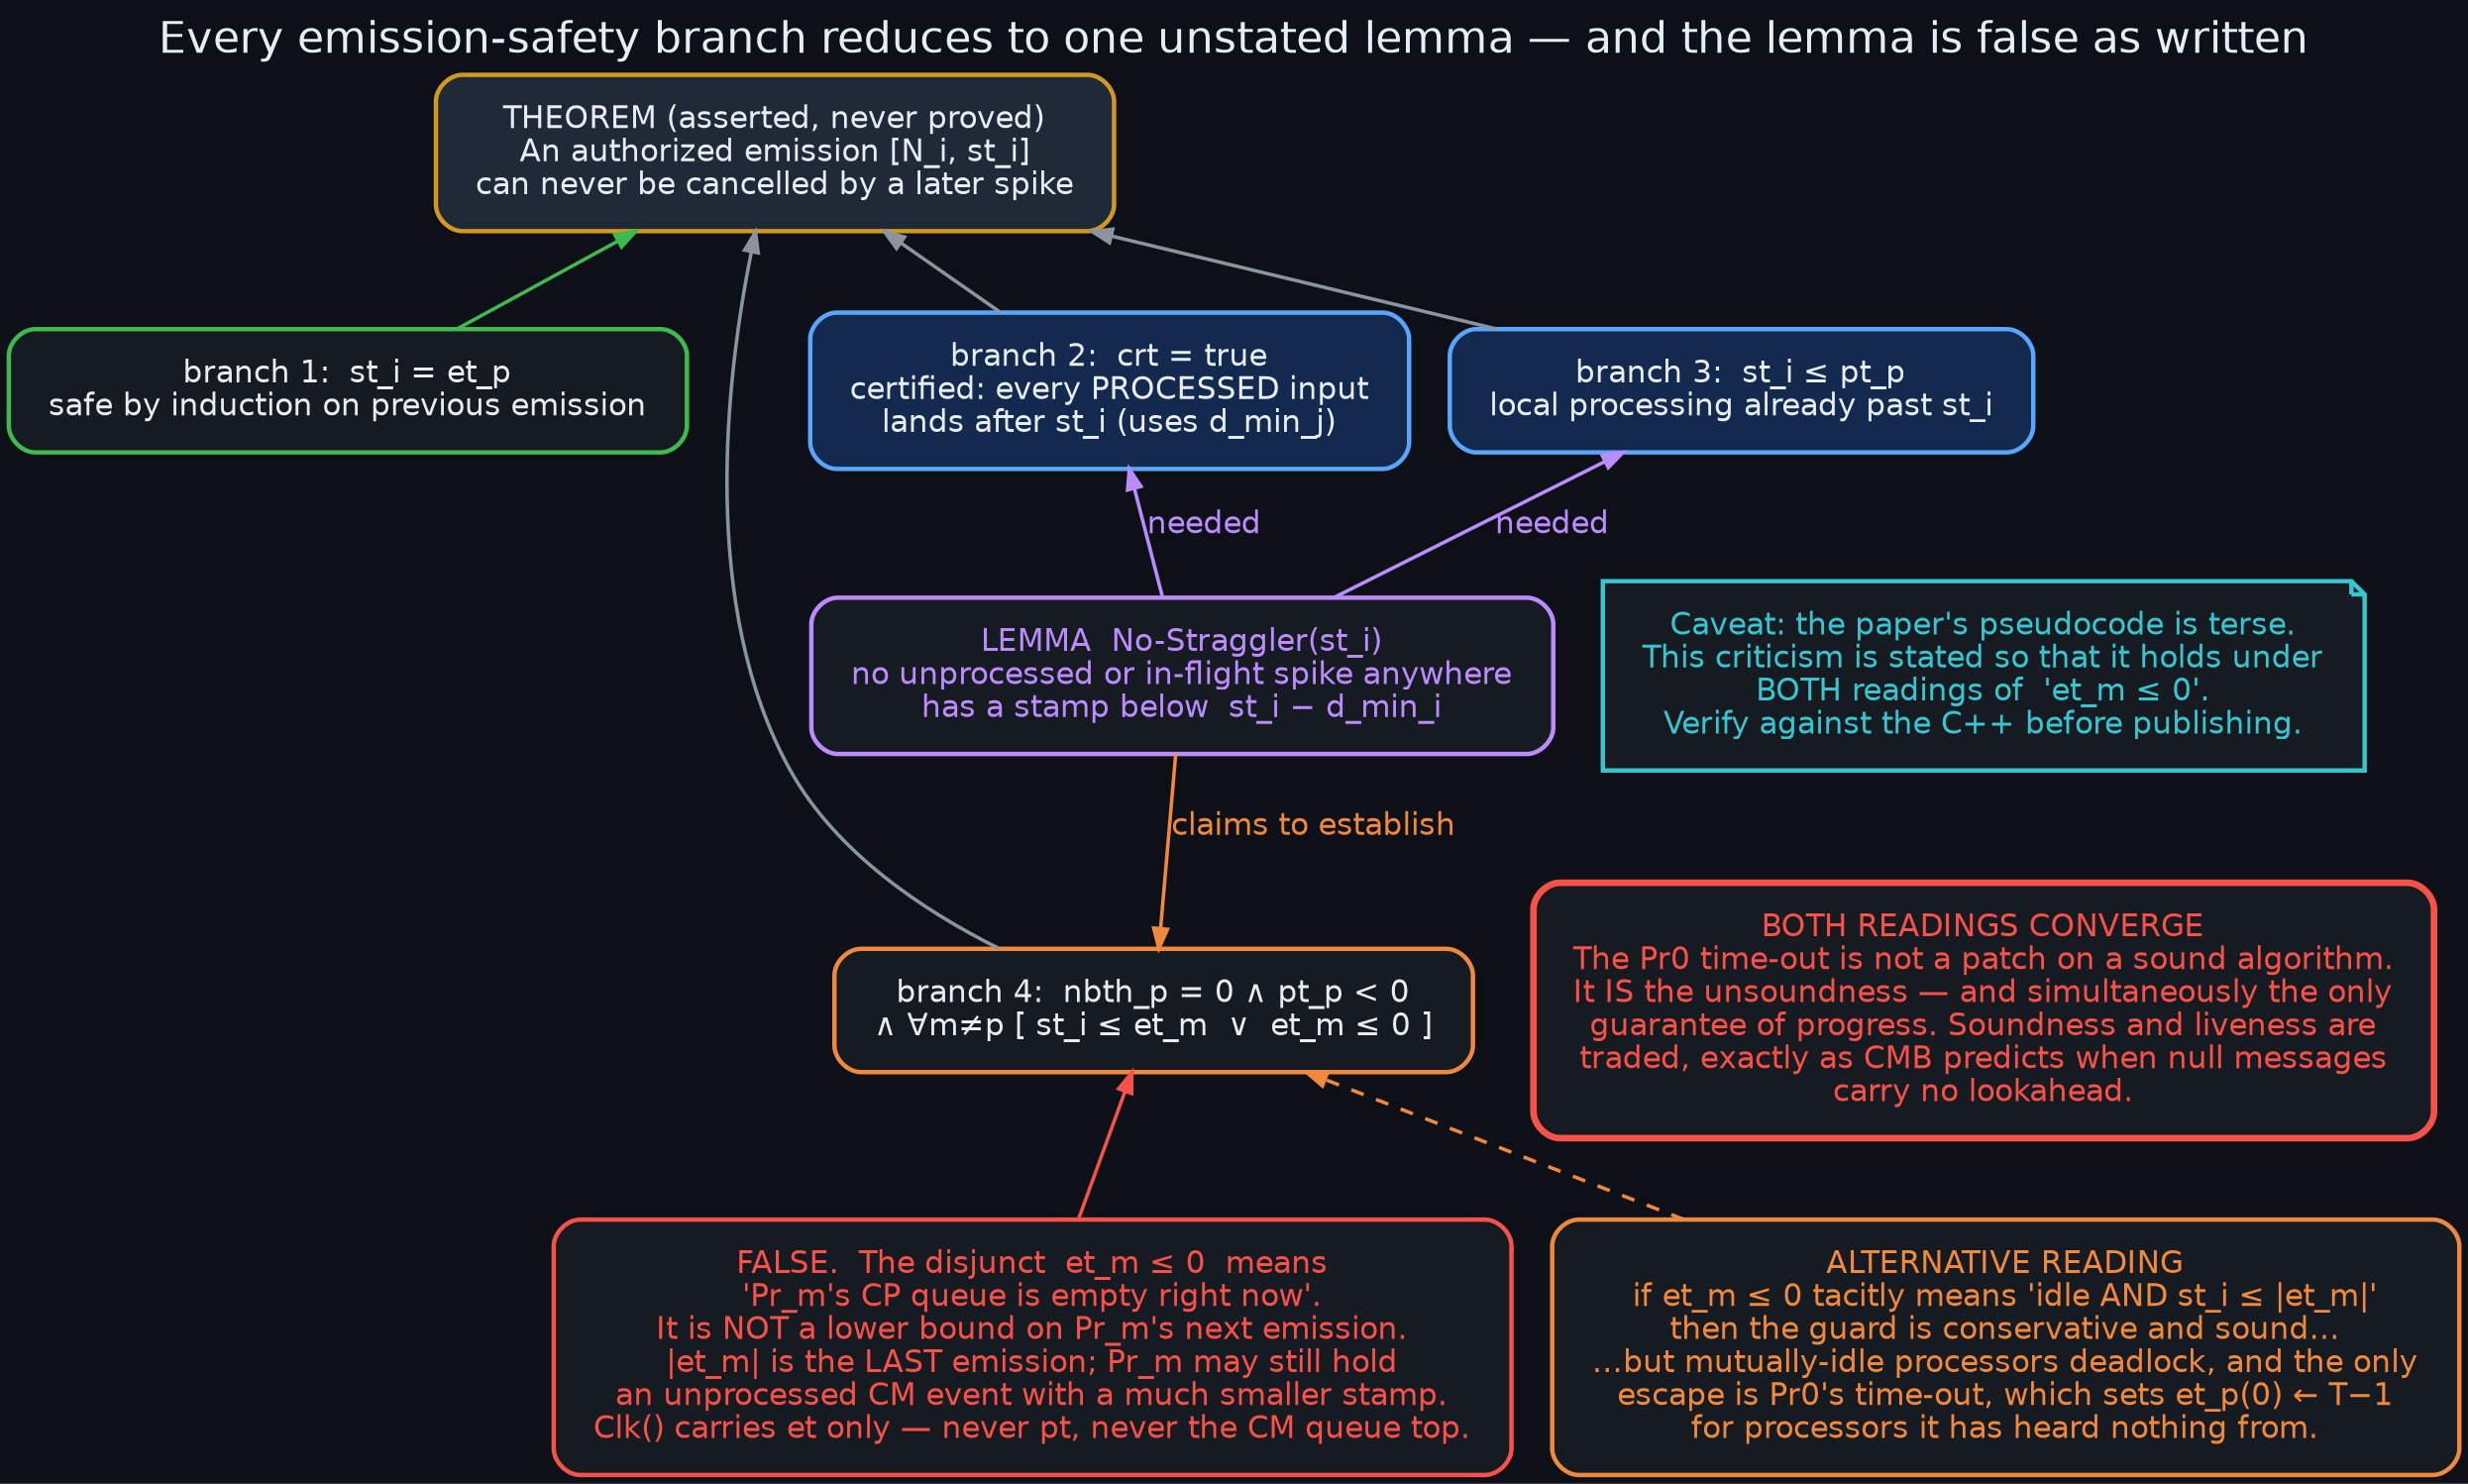 Every emission-safety branch reduces to one unstated lemma — and the lemma is false as written
THEOREM (asserted, never proved)
An authorized emission [N_i, st_i]
can never be cancelled by a later spike
branch 1:  st_i = et_p
safe by induction on previous emission
branch 2:  crt = true
certified: every PROCESSED input
lands after st_i (uses d_min_j)
branch 3:  st_i ≤ pt_p
local processing already past st_i
needed
needed
LEMMA  No-Straggler(st_i)
no unprocessed or in-flight spike anywhere
has a stamp below  st_i − d_min_i
Caveat: the paper's pseudocode is terse.
This criticism is stated so that it holds under
BOTH readings of  'et_m ≤ 0'.
Verify against the C++ before publishing.
claims to establish
branch 4:  nbth_p = 0 ∧ pt_p < 0
∧ ∀m≠p [ st_i ≤ et_m  ∨  et_m ≤ 0 ]
BOTH READINGS CONVERGE
The Pr0 time-out is not a patch on a sound algorithm.
It IS the unsoundness — and simultaneously the only
guarantee of progress. Soundness and liveness are
traded, exactly as CMB predicts when null messages
carry no lookahead.
FALSE.  The disjunct  et_m ≤ 0  means
'Pr_m's CP queue is empty right now'.
It is NOT a lower bound on Pr_m's next emission.
|et_m| is the LAST emission; Pr_m may still hold
an unprocessed CM event with a much smaller stamp.
Clk() carries et only — never pt, never the CM queue top.
ALTERNATIVE READING
if et_m ≤ 0 tacitly means 'idle AND st_i ≤ |et_m|'
then the guard is conservative and sound...
...but mutually-idle processors deadlock, and the only
escape is Pr0's time-out, which sets et_p(0) ← T−1
for processors it has heard nothing from.